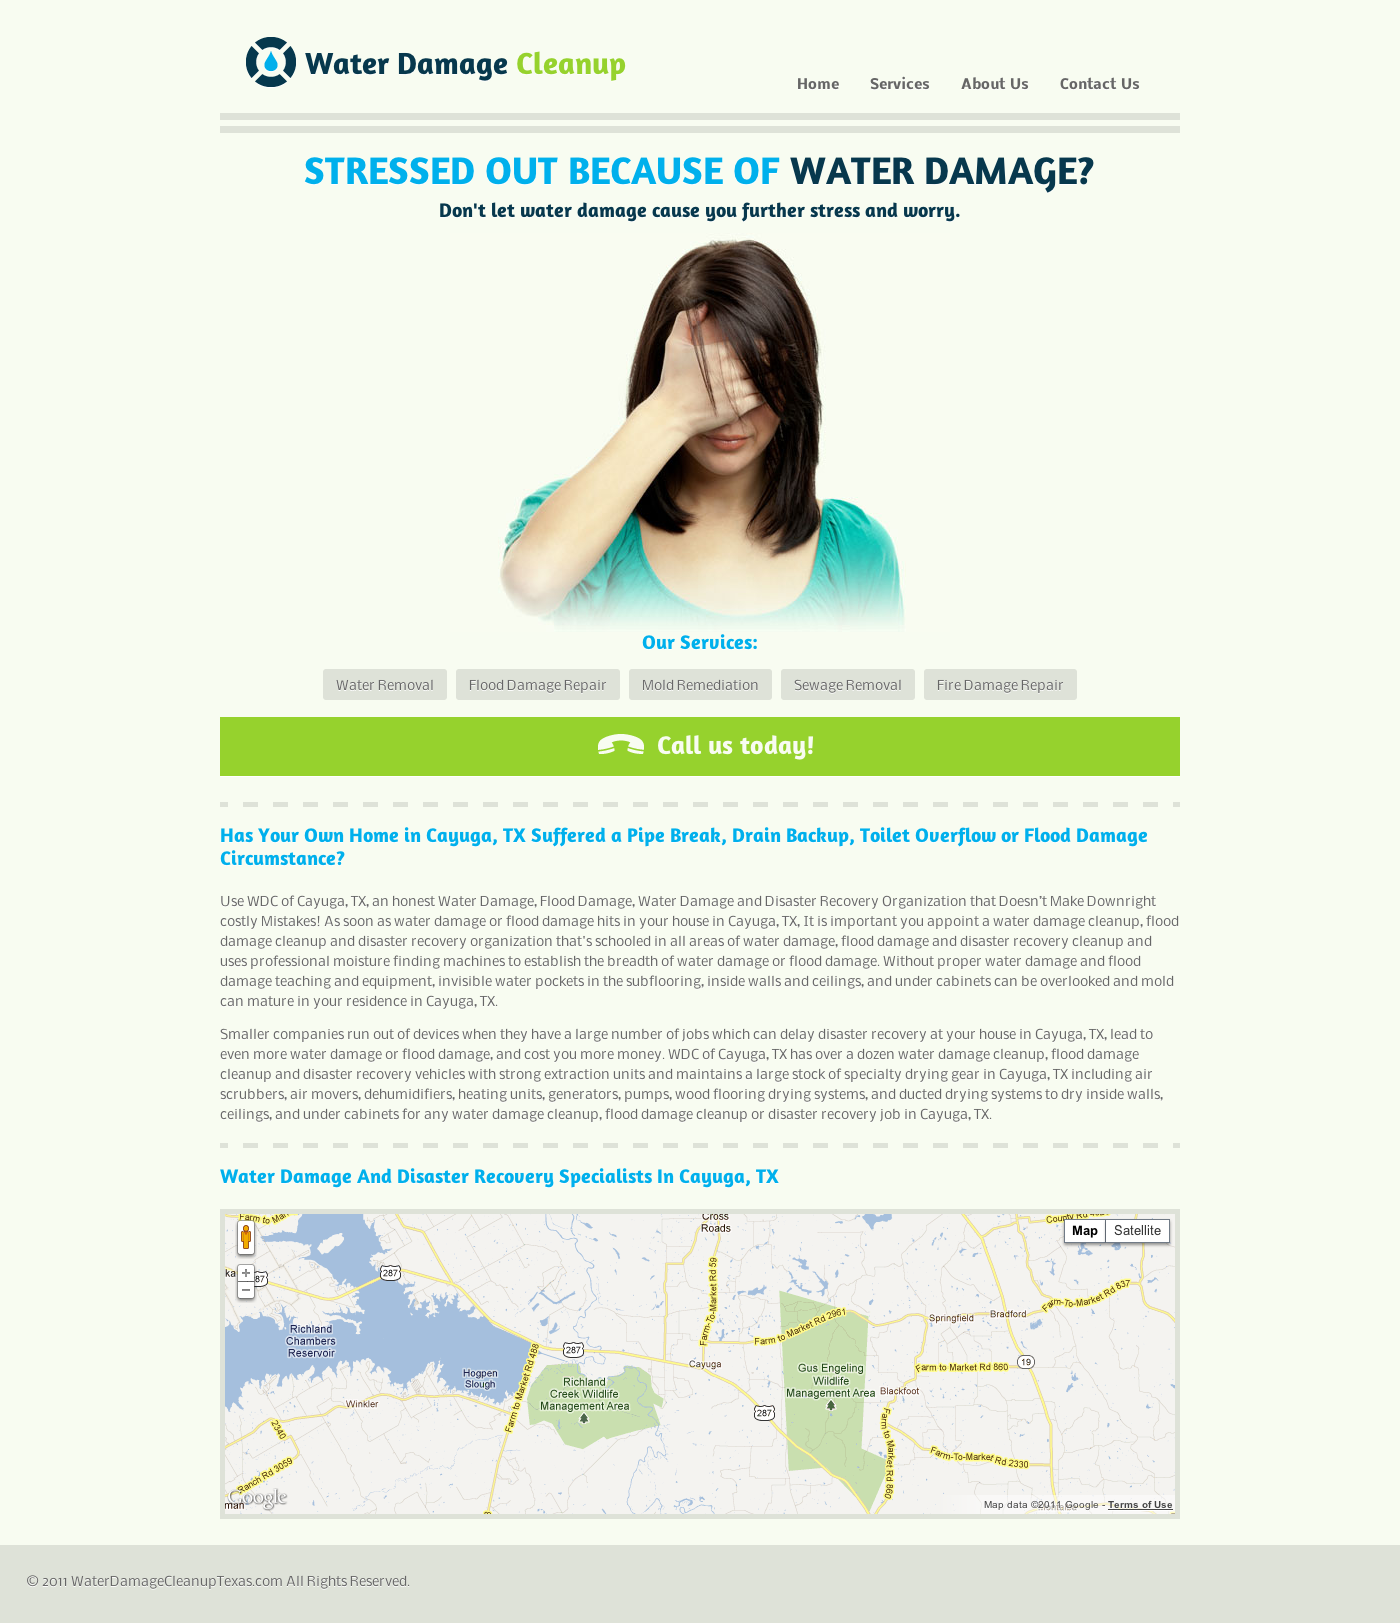 Water Damage Cleanup
Home Services About Us Contact Us
STRESSED OUT BECAUSE OF WATER DAMAGE?
Don't let water damage cause you further stress and worry.
Our Services:
Water Removal Flood Damage Repair Mold Remediation Sewage Removal Fire Damage Repair
Call us today!
Has Your Own Home in Cayuga, TX Suffered a Pipe Break, Drain Backup, Toilet Overflow or Flood Damage
Circumstance?
Use WDC of Cayuga, TX, an honest Water Damage, Flood Damage, Water Damage and Disaster Recovery Organization that Doesn't Make Downright
costly Mistakes! As soon as water damage or flood damage hits in your house in Cayuga, TX, It is important you appoint a water damage cleanup, flood
damage cleanup and disaster recovery organization that's schooled in all areas of water damage, flood damage and disaster recovery cleanup and
uses professional moisture finding machines to establish the breadth of water damage or flood damage. Without proper water damage and flood
damage teaching and equipment, invisible water pockets in the subflooring, inside walls and ceilings, and under cabinets can be overlooked and mold
can mature in your residence in Cayuga, TX.
Smaller companies run out of devices when they have a large number of jobs which can delay disaster recovery at your house in Cayuga, TX, lead to
even more water damage or flood damage, and cost you more money. WDC of Cayuga, TX has over a dozen water damage cleanup, flood damage
cleanup and disaster recovery vehicles with strong extraction units and maintains a large stock of specialty drying gear in Cayuga, TX including air
scrubbers, air movers, dehumidifiers, heating units, generators, pumps, wood flooring drying systems, and ducted drying systems to dry inside walls,
ceilings, and under cabinets for any water damage cleanup, flood damage cleanup or disaster recovery job in Cayuga, TX.
Water Damage And Disaster Recovery Specialists In Cayuga, TX
Farm to Mar
Cross
Roads
County Rd
Map Satellite
ka
287
287
Farm-To-Market Rd 59
Farm-To-Market Rd 837
Richland
Chambers
Reservoir
Farm to Market Rd 2961
Springfield
Bradford
287
Farm to Market Rd 488
Cayuga
19
Hogpen
Slough
Richland
Creek Wildlife
Management Area
Gus Engeling
Wildlife
Management Area
Farm to Market Rd 860
Blackfoot
Winkler
287
2340
Farm to Market Rd 860
Farm-To-Market Rd 2330
Ranch Rd 3059
Google
man
Map data ©2011 Google - Terms of Use
© 2011 WaterDamageCleanupTexas.com All Rights Reserved.